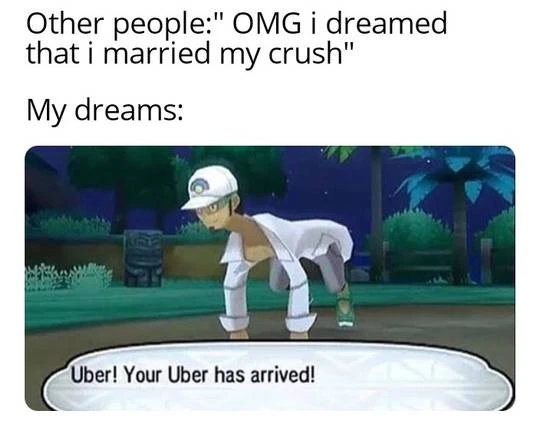 Other people:" OMG i dreamed
that i married my crush"
My dreams:
Uber! Your Uber has arrived!